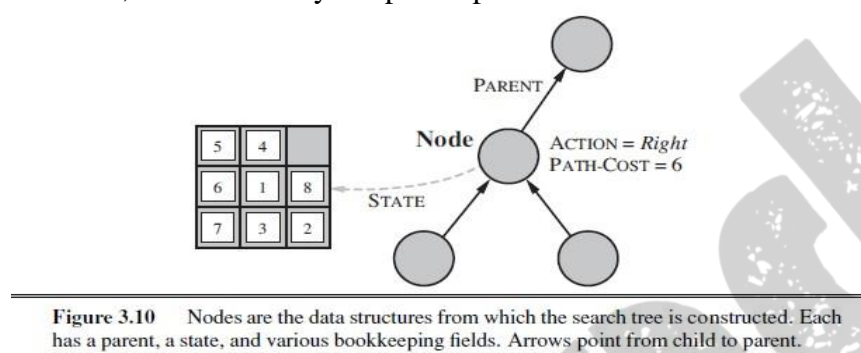 PARENT
Node
ACTION = Right
PATH-COST = 6
5 4
6 1 8
STATE
7 3 2
Figure 3.10 Nodes are the data structures from which the search tree is constructed. Each
has a parent, a state, and various bookkeeping fields. Arrows point from child to parent.